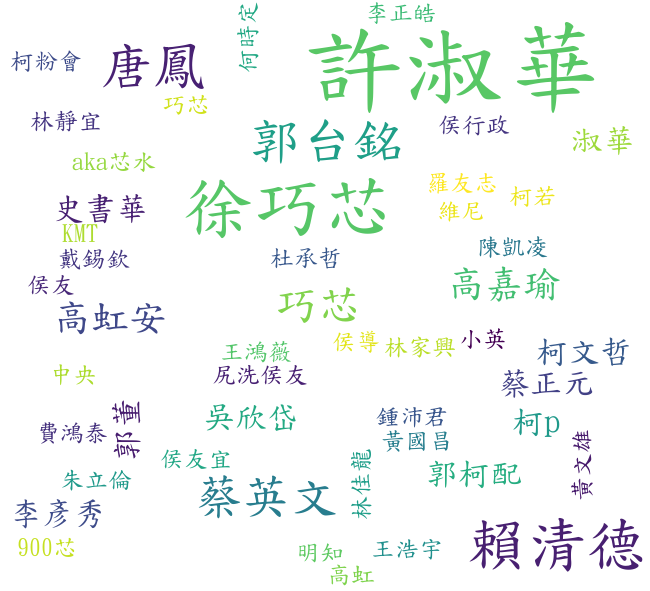 李正皓
何時定
許淑華
唐鳳
柯粉會
巧芯
林靜宜
郭台銘
侯行政
淑華
aka芯水
徐巧芯
羅友志
柯若
維尼
史書華
KMT
陳凱凌
戴錫欽
杜承哲
侯友
高嘉瑜
巧芯
高虹安
王鴻薇
侯導
林家興
小英
柯文哲
中央
尻洗侯友
蔡正元
郭董
吳欣岱
鍾沛君
柯p
費鴻泰
黃國昌
黃文雄
侯友宜
朱立倫
林佳龍
郭柯配
蔡英文
李彥秀
賴清德
900芯
明知
王浩宇
高虹